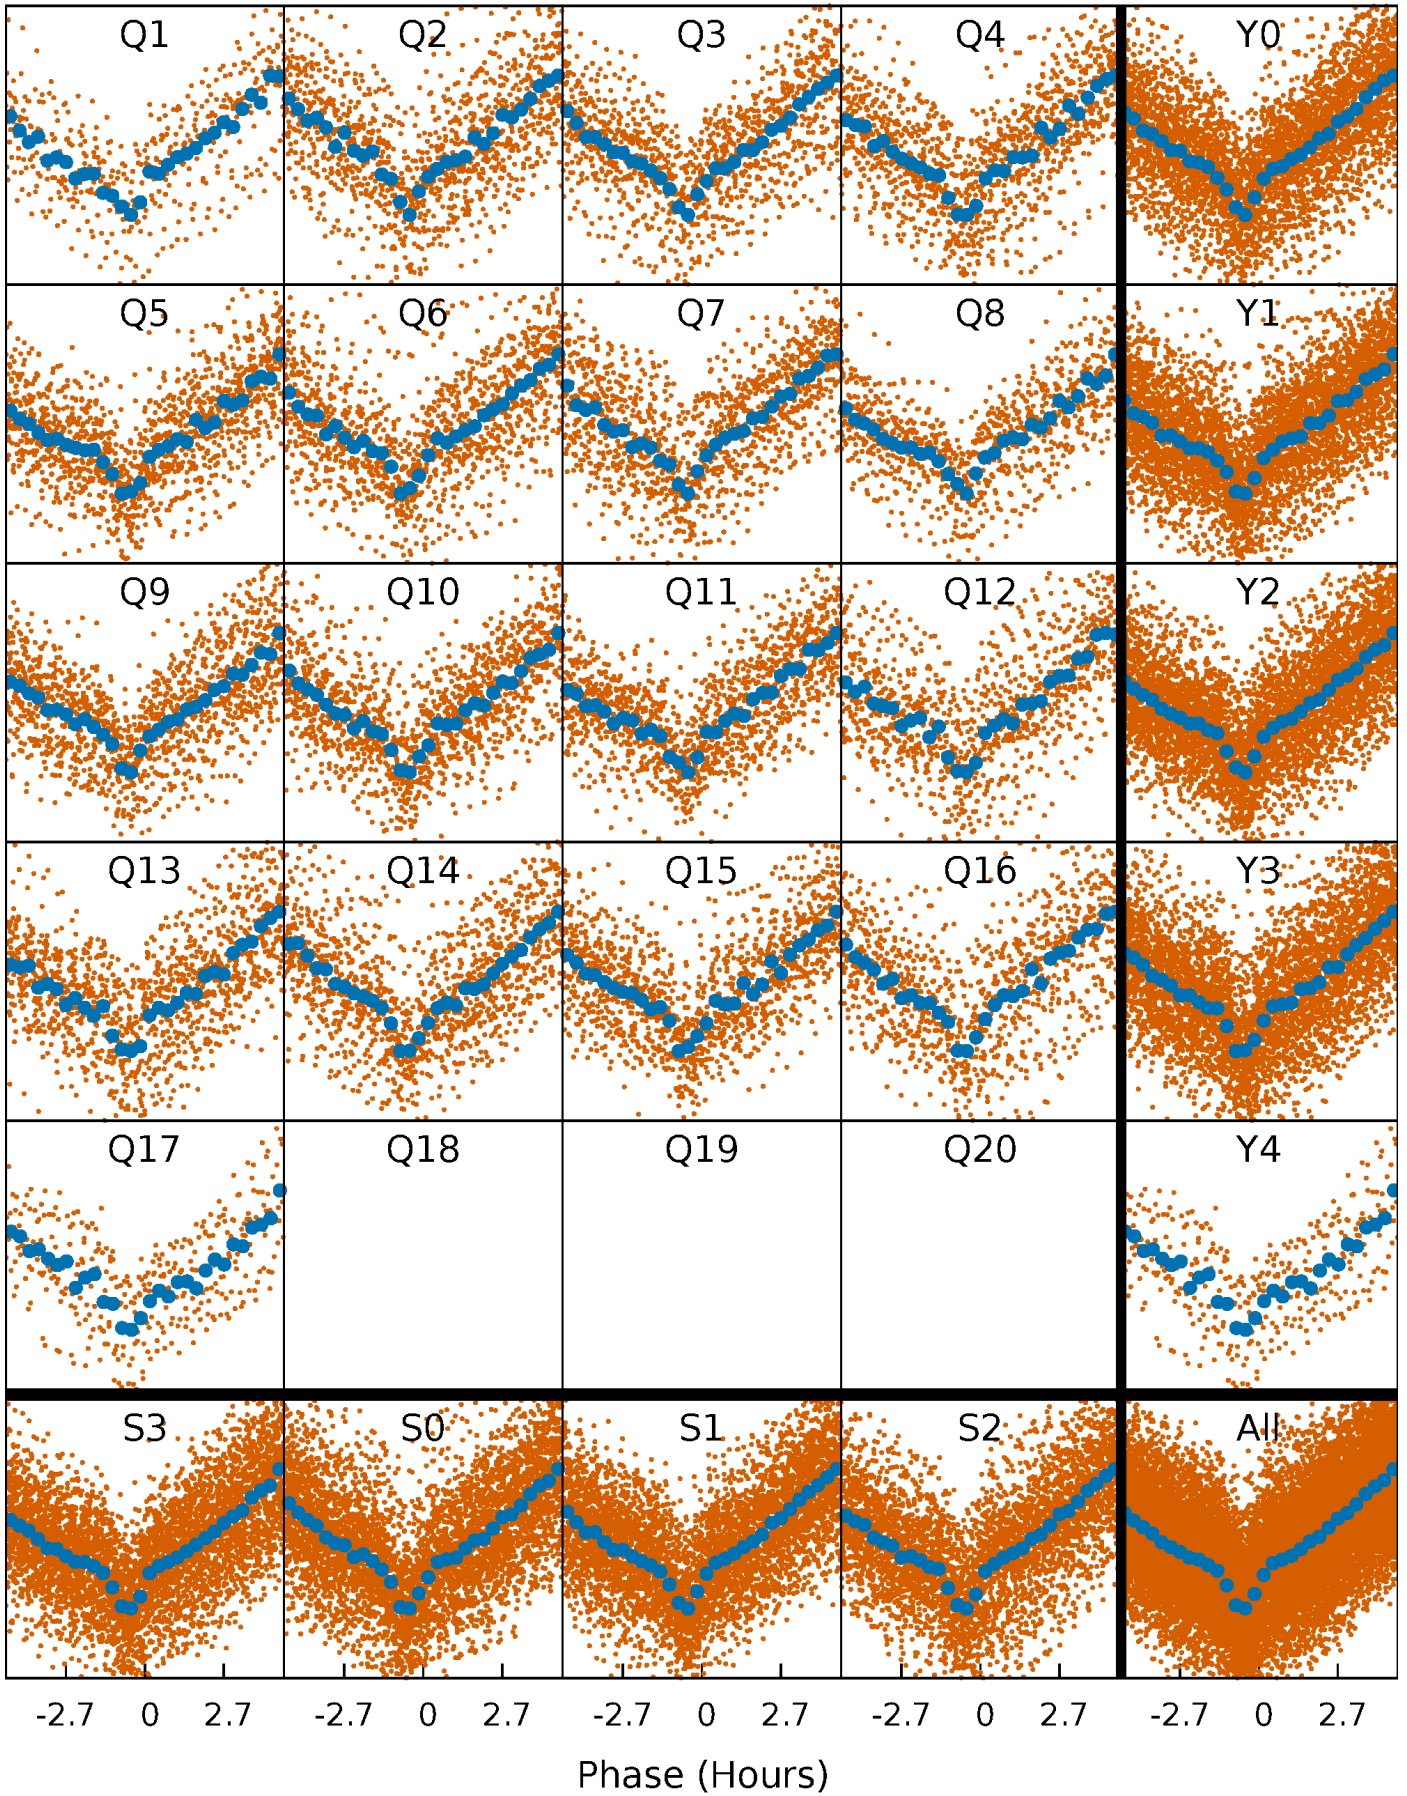 Q1 Q2 Q3 Q4 Y0
Q5 Q6 Q7 Q8 Y1
Q9 Q10 Q11 Q12 Y2
Q13 Q14 Q15 Q16 Y3
Q17 Q18 Q19 Q20 Y4
S3 S0 S1 S2 All
-2.7 0 2.7 -2.7 0 2.7 -2.7 0 2.7 -2.7 0 2.7 -2.7 0 2.7
Phase (Hours)